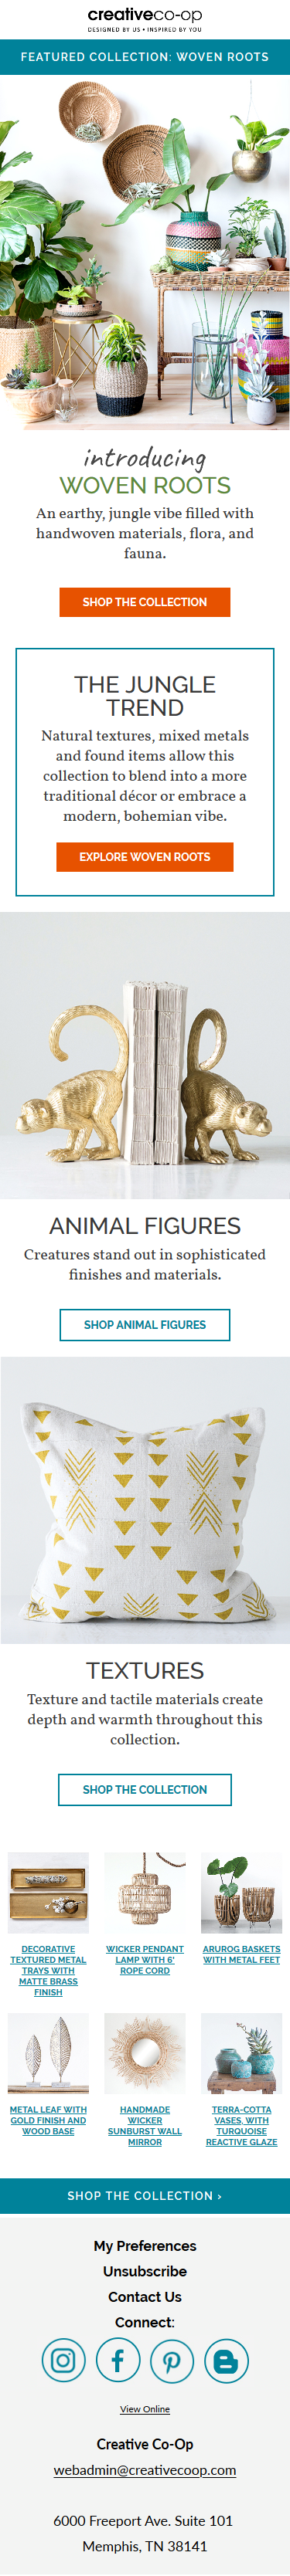 creativeco-op
DESIGNED BY US • INSPIRED BY YOU
FEATURED COLLECTION: WOVEN ROOTS
introducing
WOVEN ROOTS
An earthy, jungle vibe filled with
handwoven materials, flora, and
fauna.
SHOP THE COLLECTION
THE JUNGLE
TREND
Natural textures, mixed metals
and found items allow this
collection to blend into a more
traditional décor or embrace a
modern, bohemian vibe.
EXPLORE WOVEN ROOTS
ANIMAL FIGURES
Creatures stand out in sophisticated
finishes and materials.
SHOP ANIMAL FIGURES
TEXTURES
Texture and tactile materials create
depth and warmth throughout this
collection.
SHOP THE COLLECTION
DECORATIVE
TEXTURED METAL
TRAYS WITH
MATTE BRASS
FINISH
WICKER PENDANT
LAMP WITH 6'
ROPE CORD
ARUROG BASKETS
WITH METAL FEET
METAL LEAF WITH
GOLD FINISH AND
WOOD BASE
HANDMADE
WICKER
SUNBURST WALL
MIRROR
TERRA-COTTA
VASES, WITH
TURQUOISE
REACTIVE GLAZE
SHOP THE COLLECTION ›
My Preferences
Unsubscribe
Contact Us
Connect:
View Online
Creative Co-Op
webadmin@creativecoop.com
6000 Freeport Ave. Suite 101
Memphis, TN 38141